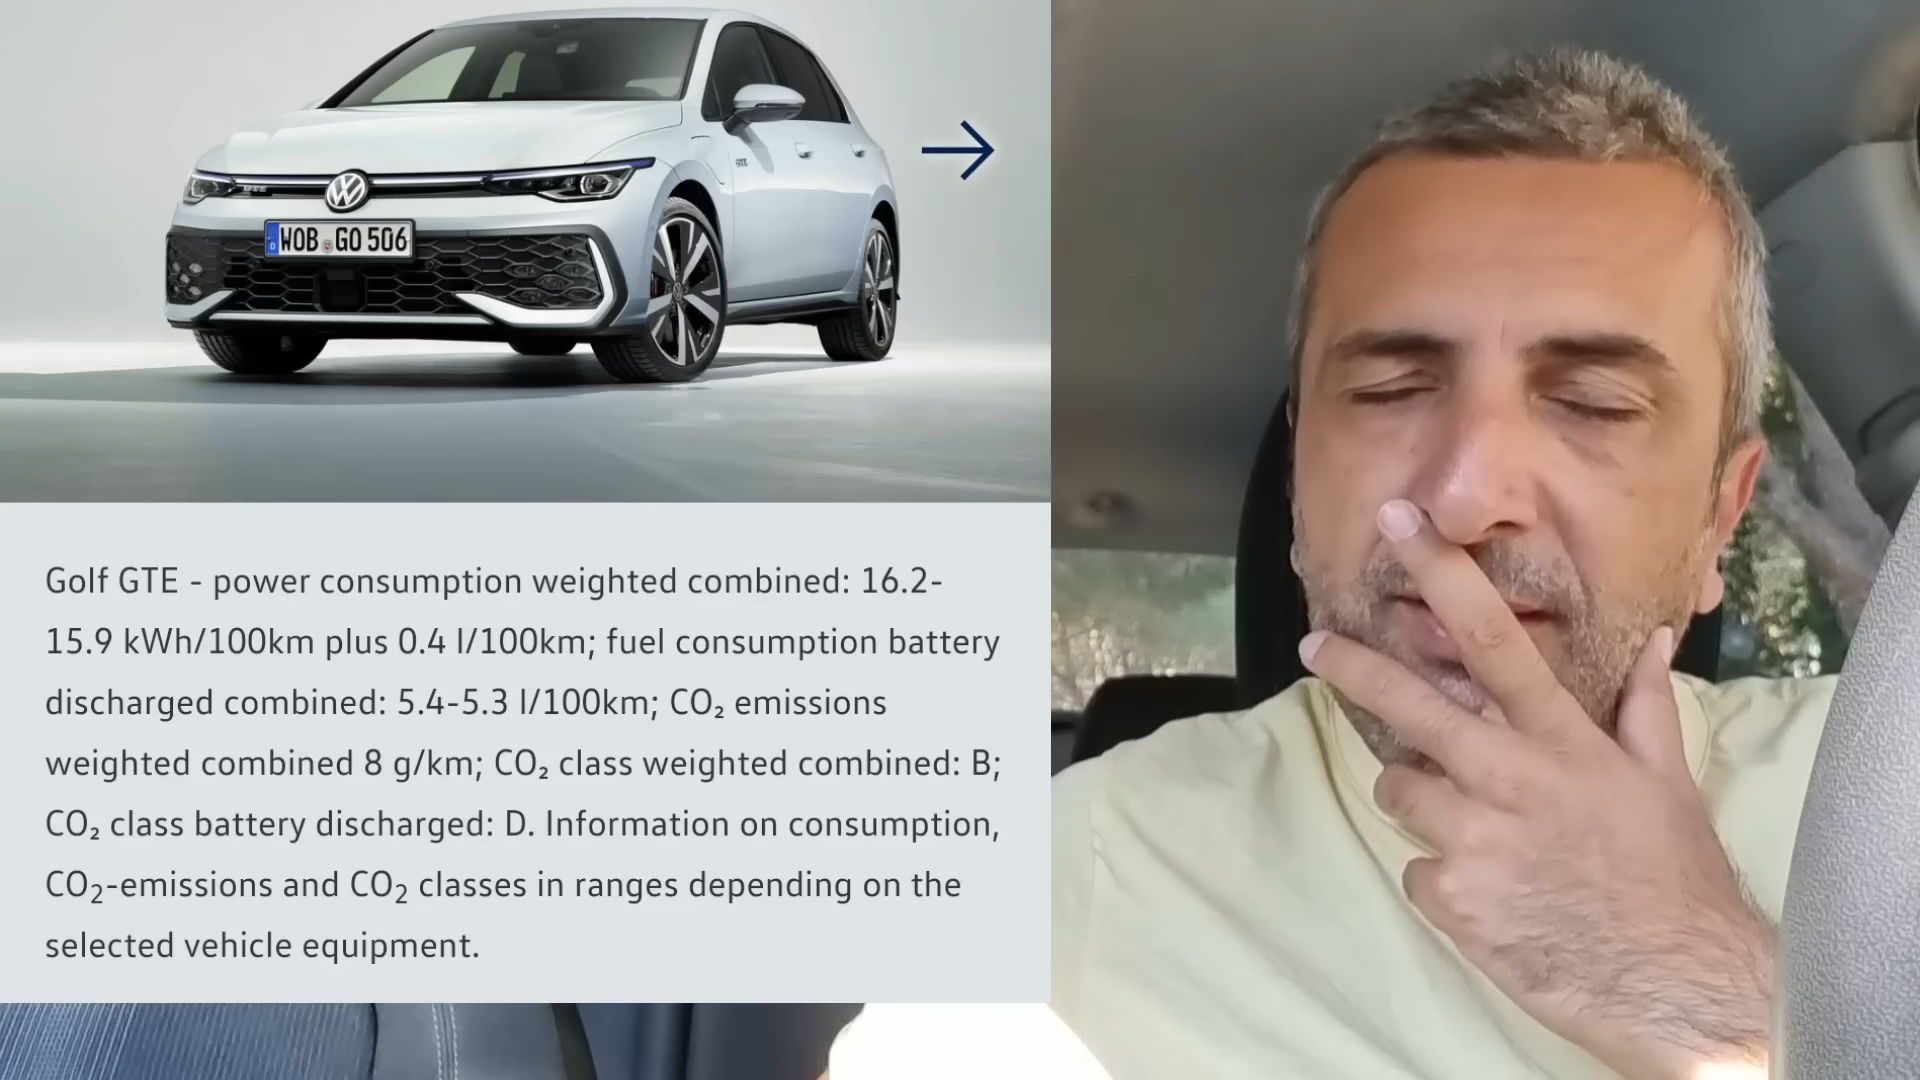 GTE
GTE
WOB GO 506
D
Golf GTE - power consumption weighted combined: 16.2-
15.9 kWh/100km plus 0.4 l/100km; fuel consumption battery
discharged combined: 5.4-5.3 l/100km; CO₂ emissions
weighted combined 8 g/km; CO₂ class weighted combined: B;
CO₂ class battery discharged: D. Information on consumption,
CO₂-emissions and CO₂ classes in ranges depending on the
selected vehicle equipment.